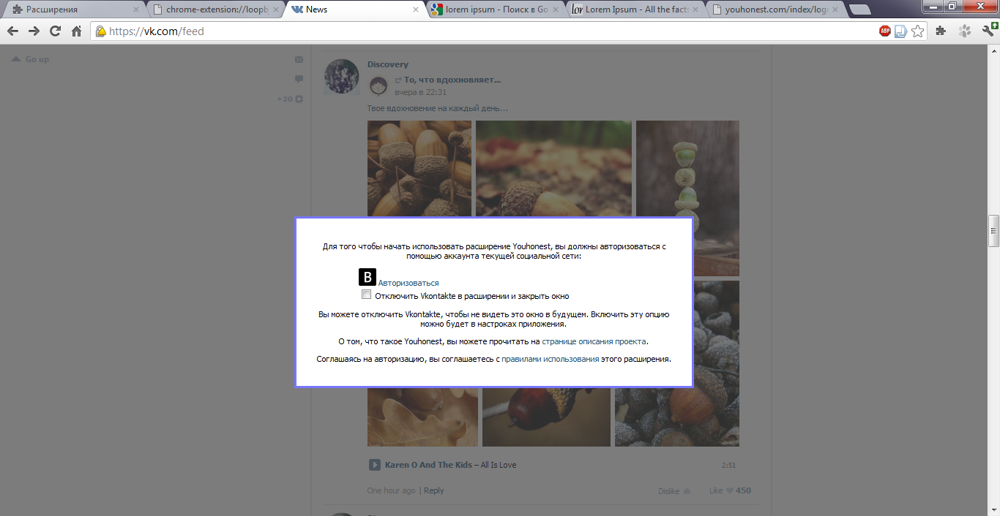 Расширения
chrome-extension://loopb
News
lorem ipsum - Поиск в Go
Lorem Ipsum - All the facts
youhonest.com/index/logi
https://vk.com/feed
ABP
Go up
+20
Discovery
То, что вдохновляет...
вчера в 22:31
Твое вдохновение на каждый день...
Для того чтобы начать использовать расширение Youhonest, вы должны авторизоваться с
помощью аккаунта текущей социальной сети:
В Авторизоваться
Отключить Vkontakte в расширении и закрыть окно
Вы можете отключить Vkontakte, чтобы не видеть это окно в будущем. Включить эту опцию
можно будет в настроках приложения.
О том, что такое Youhonest, вы можете прочитать на странице описания проекта.
Соглашаясь на авторизацию, вы соглашаетесь с правилами использования этого расширения.
Karen O And The Kids – All Is Love 2:51
One hour ago | Reply Dislike Like 450